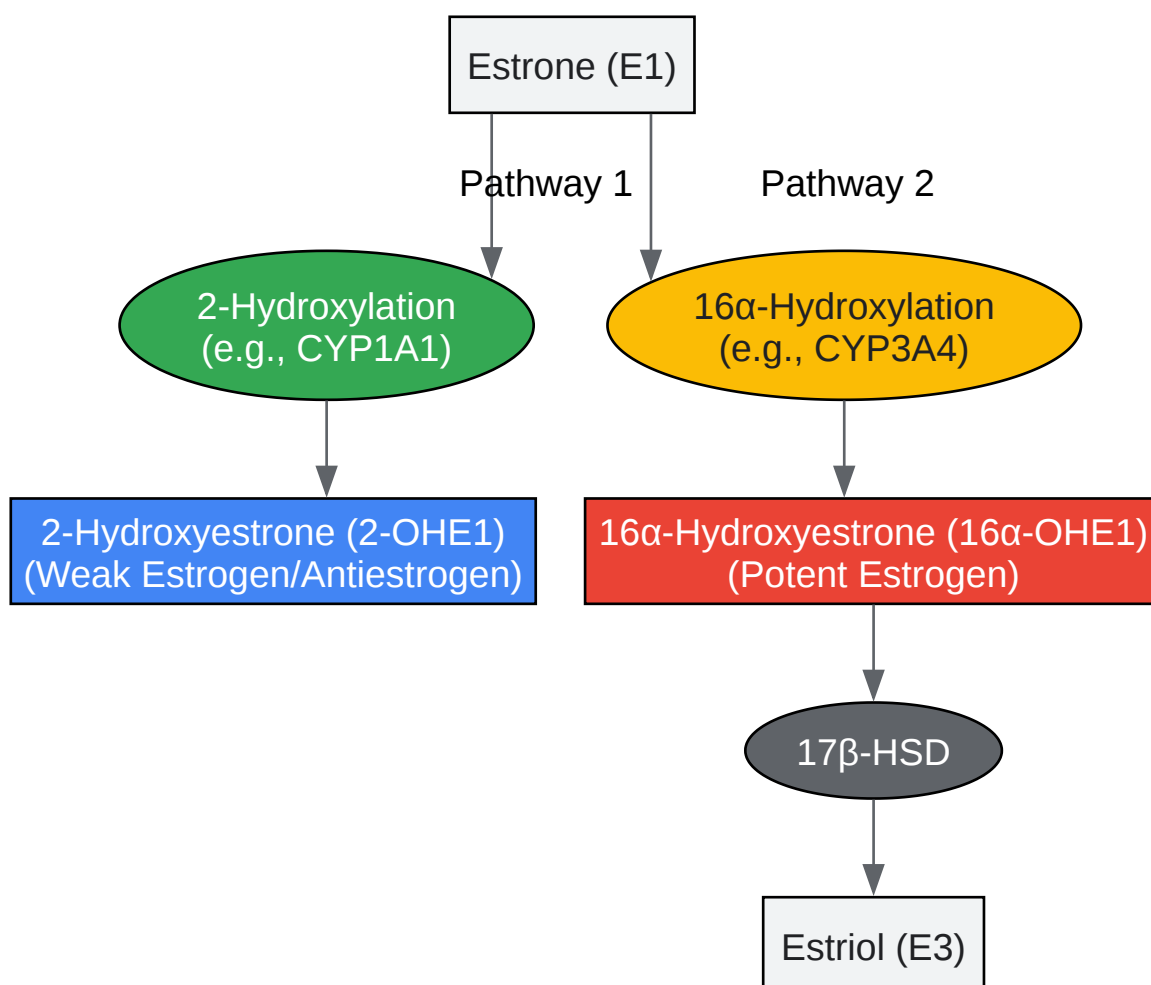 Estrone (E1)
Pathway 1
Pathway 2
2-Hydroxylation
(e.g., CYP1A1)
16α-Hydroxylation
(e.g., CYP3A4)
2-Hydroxyestrone (2-OHE1)
(Weak Estrogen/Antiestrogen)
16α-Hydroxyestrone (16α-OHE1)
(Potent Estrogen)
17β-HSD
Estriol (E3)